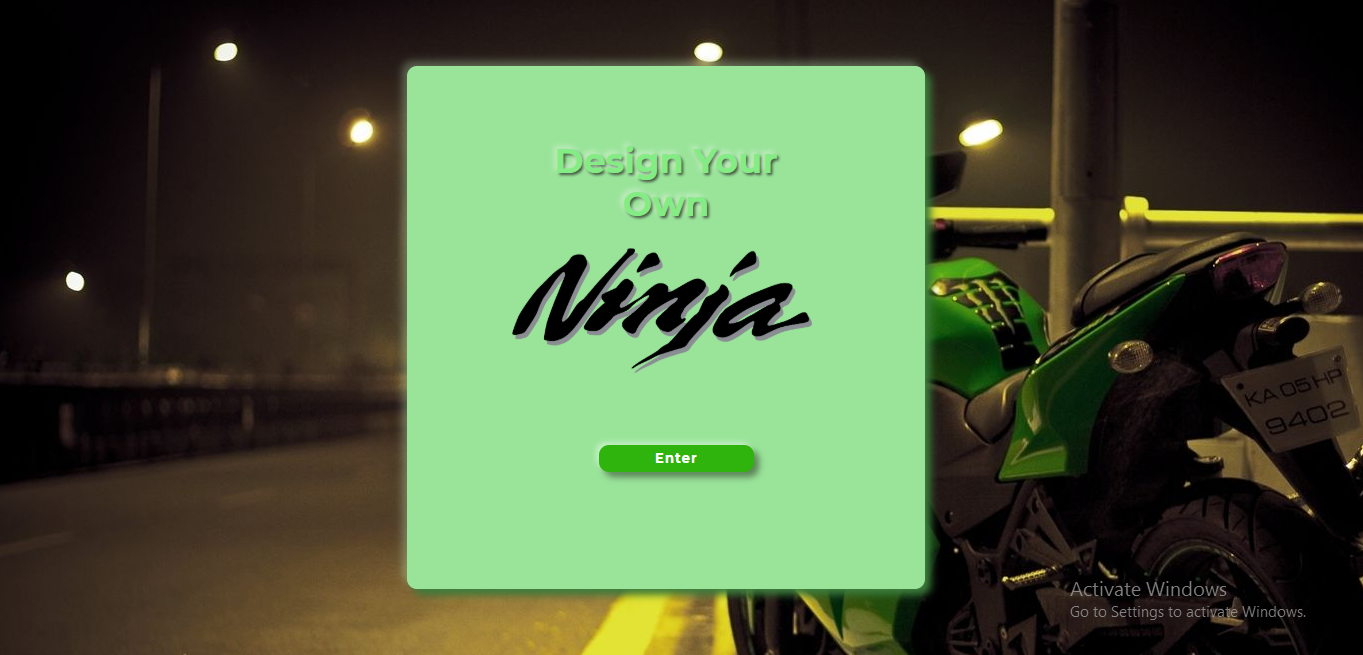 Design Your
Own
Ninja
Enter
KA 05 HP
9402
Activate Windows
Go to Settings to activate Windows.